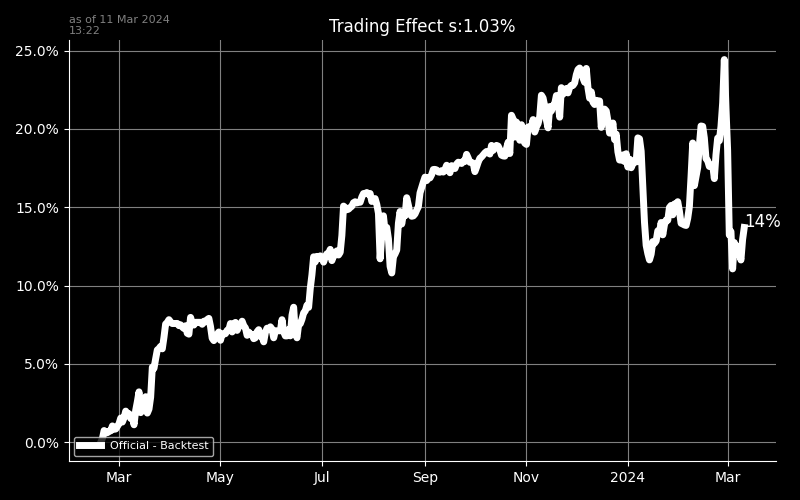 as of 11 Mar 2024
13:22
Trading Effect s:1.03%
25.0%
20.0%
15.0%
10.0%
5.0%
0.0%
14%
Official - Backtest
Mar May Jul Sep Nov 2024 Mar